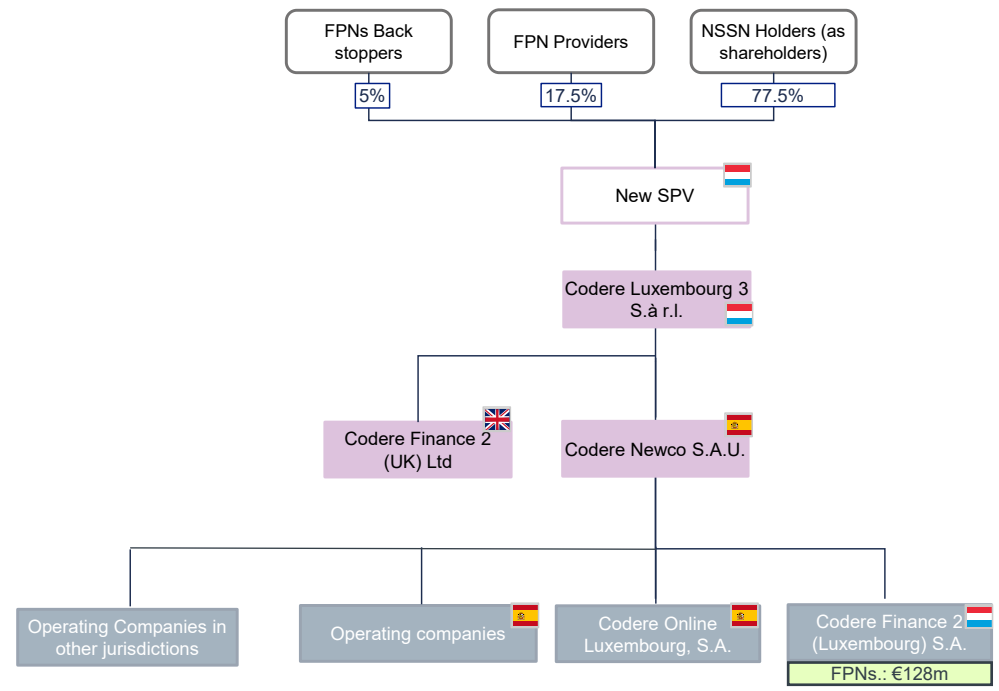 FPNs Back
stoppers
FPN Providers
NSSN Holders (as
shareholders)
5%
17.5%
77.5%
New SPV
Codere Luxembourg 3
S.à r.l.
Codere Finance 2
(UK) Ltd
Codere Newco S.A.U.
Operating Companies in
other jurisdictions
Operating companies
Codere Online
Luxembourg, S.A.
Codere Finance 2
(Luxembourg) S.A.
FPNs.: €128m